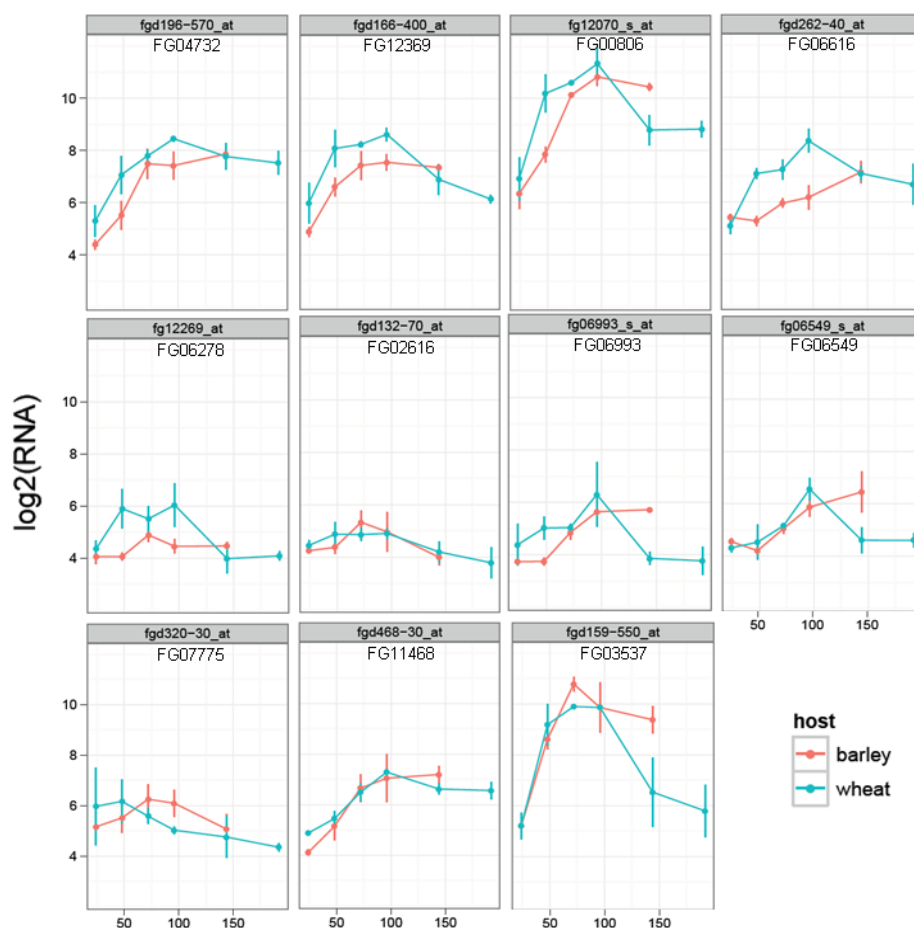 fgd196-570_at
FG04732
fgd166-400_at
FG12369
fg12070_s_at
FG00806
fgd262-40_at
FG06616
10
8
6
4
fg12269_at
FG06278
fgd132-70_at
FG02616
fg06993_s_at
FG06993
fg06549_s_at
FG06549
log2(RNA)
10
8
6
4
50 100 150
fgd320-30_at
FG07775
fgd468-30_at
FG11468
fgd159-550_at
FG03537
10
8
6
4
50 100 150
50 100 150
50 100 150
host
barley
wheat